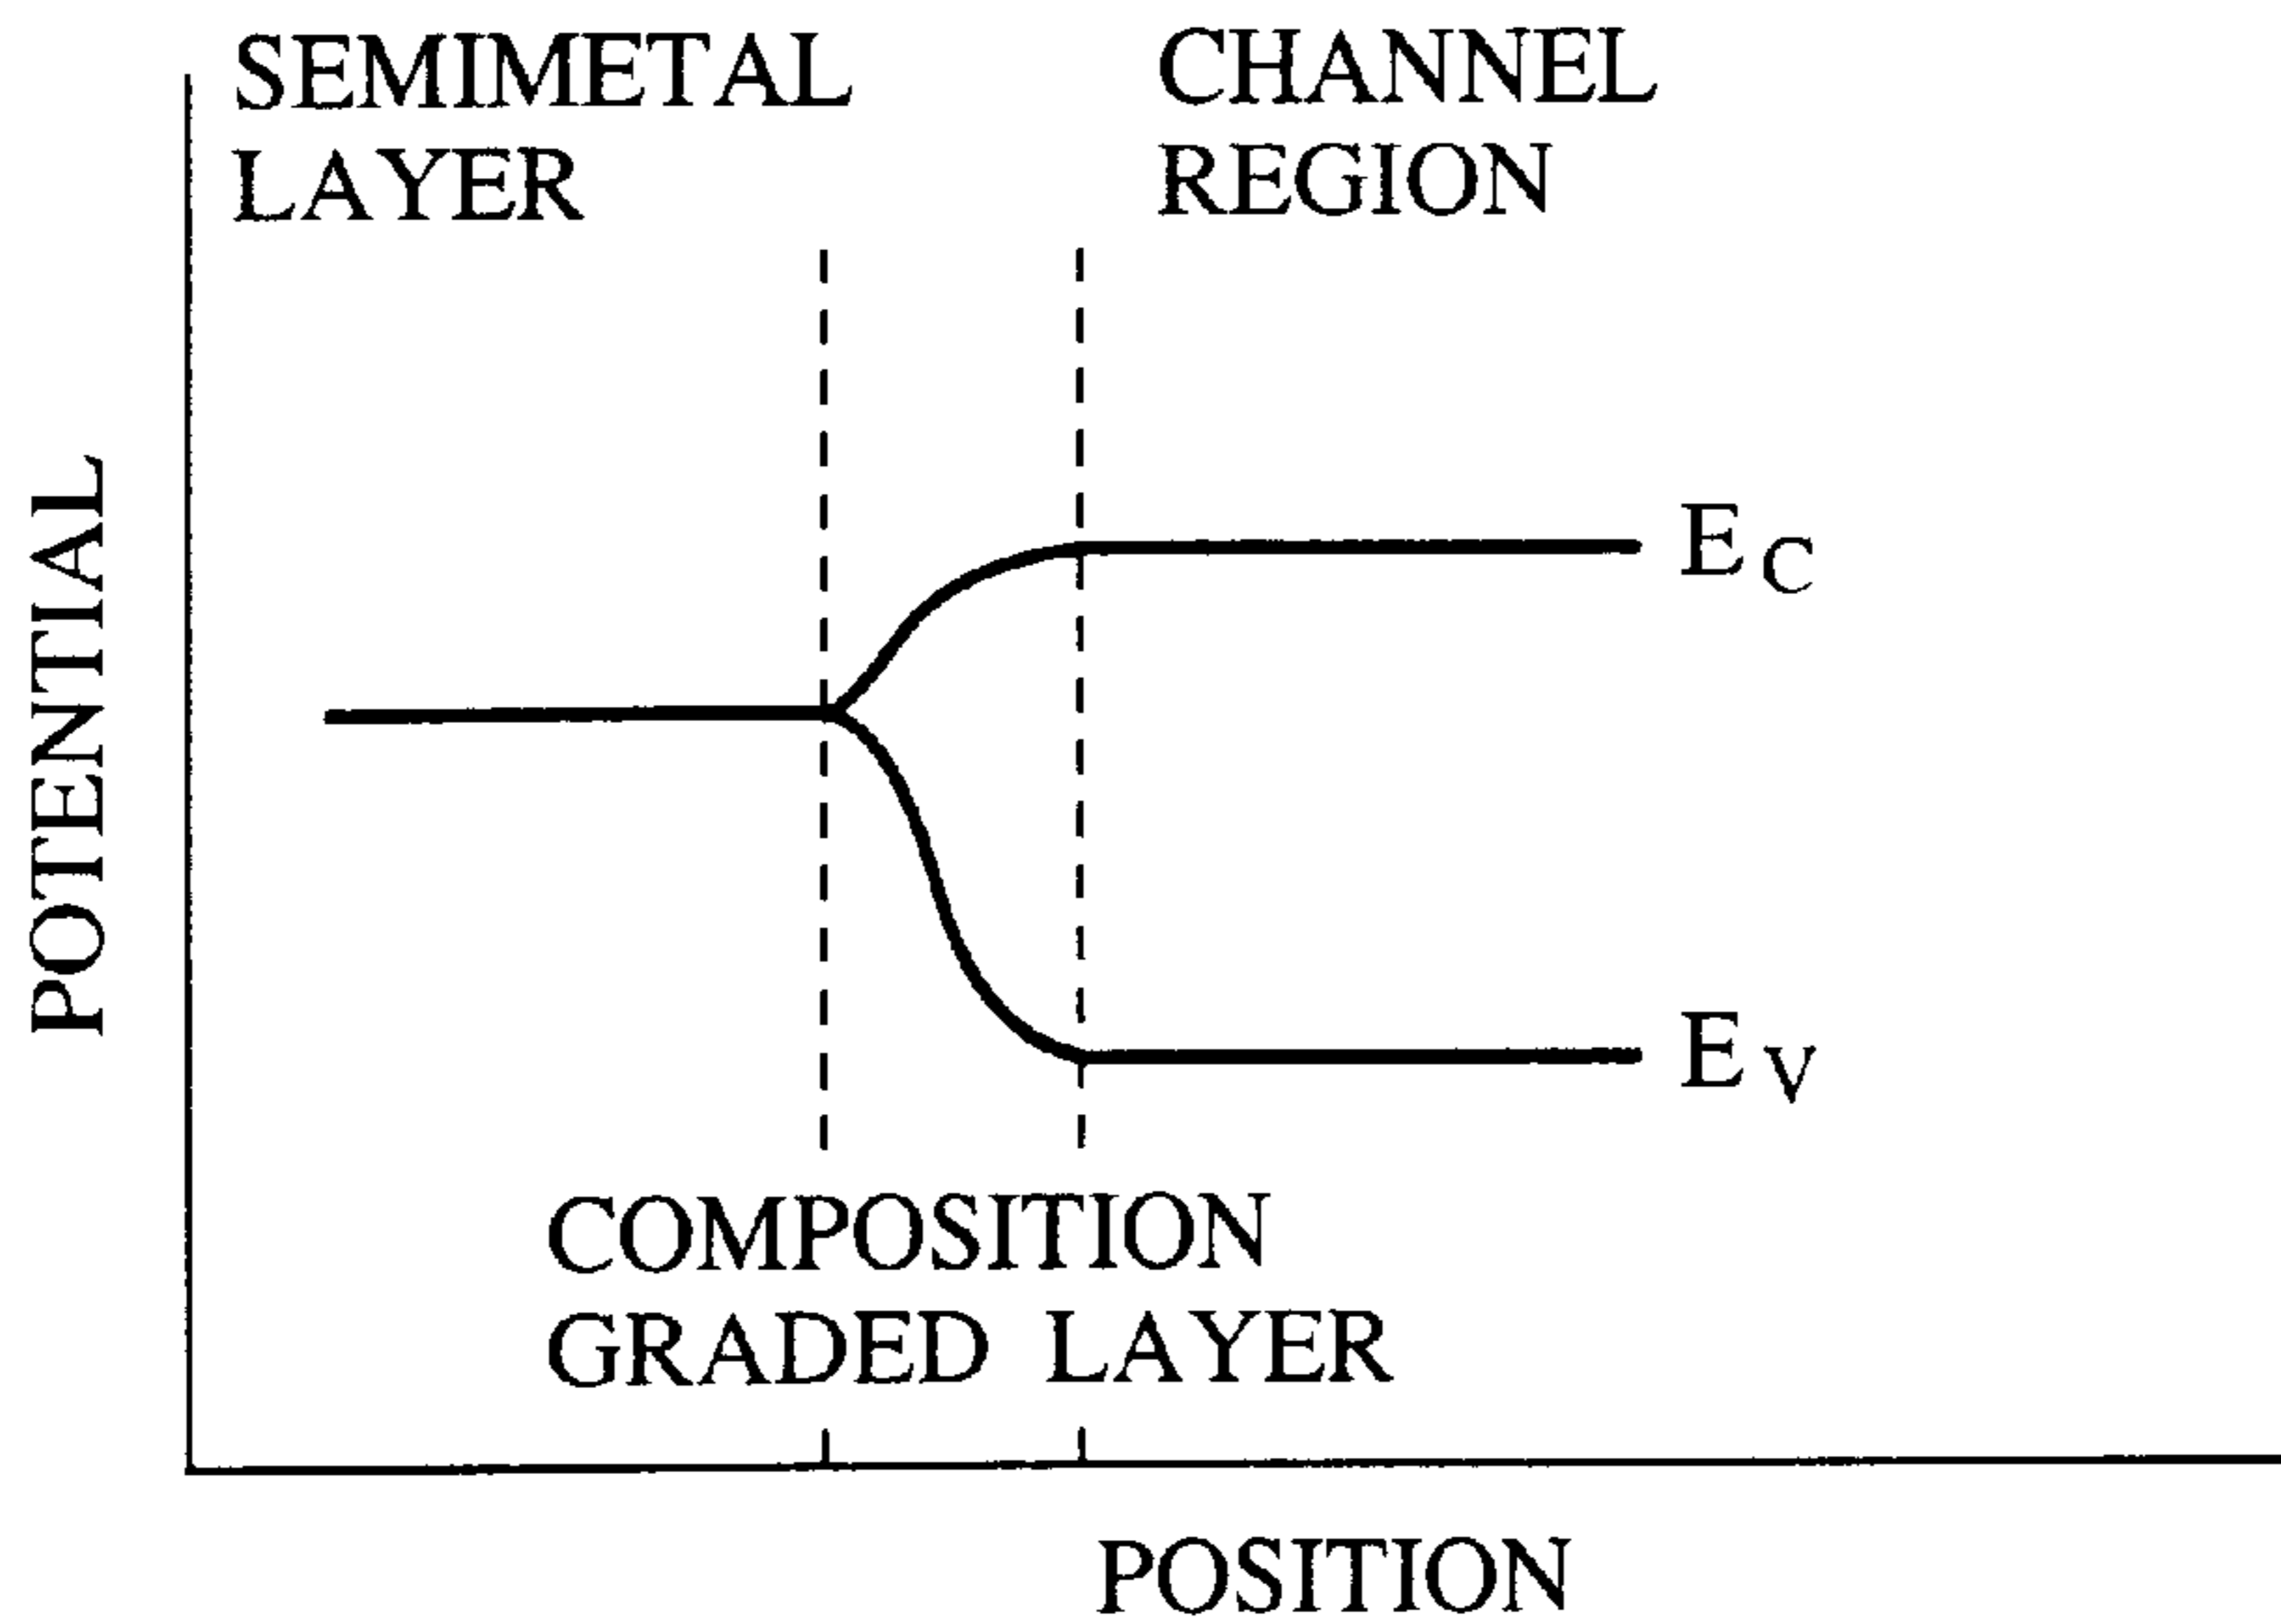 SEMIMETAL
LAYER
CHANNEL
REGION
POTENTIAL
E C
E V
COMPOSITION
GRADED LAYER
POSITION